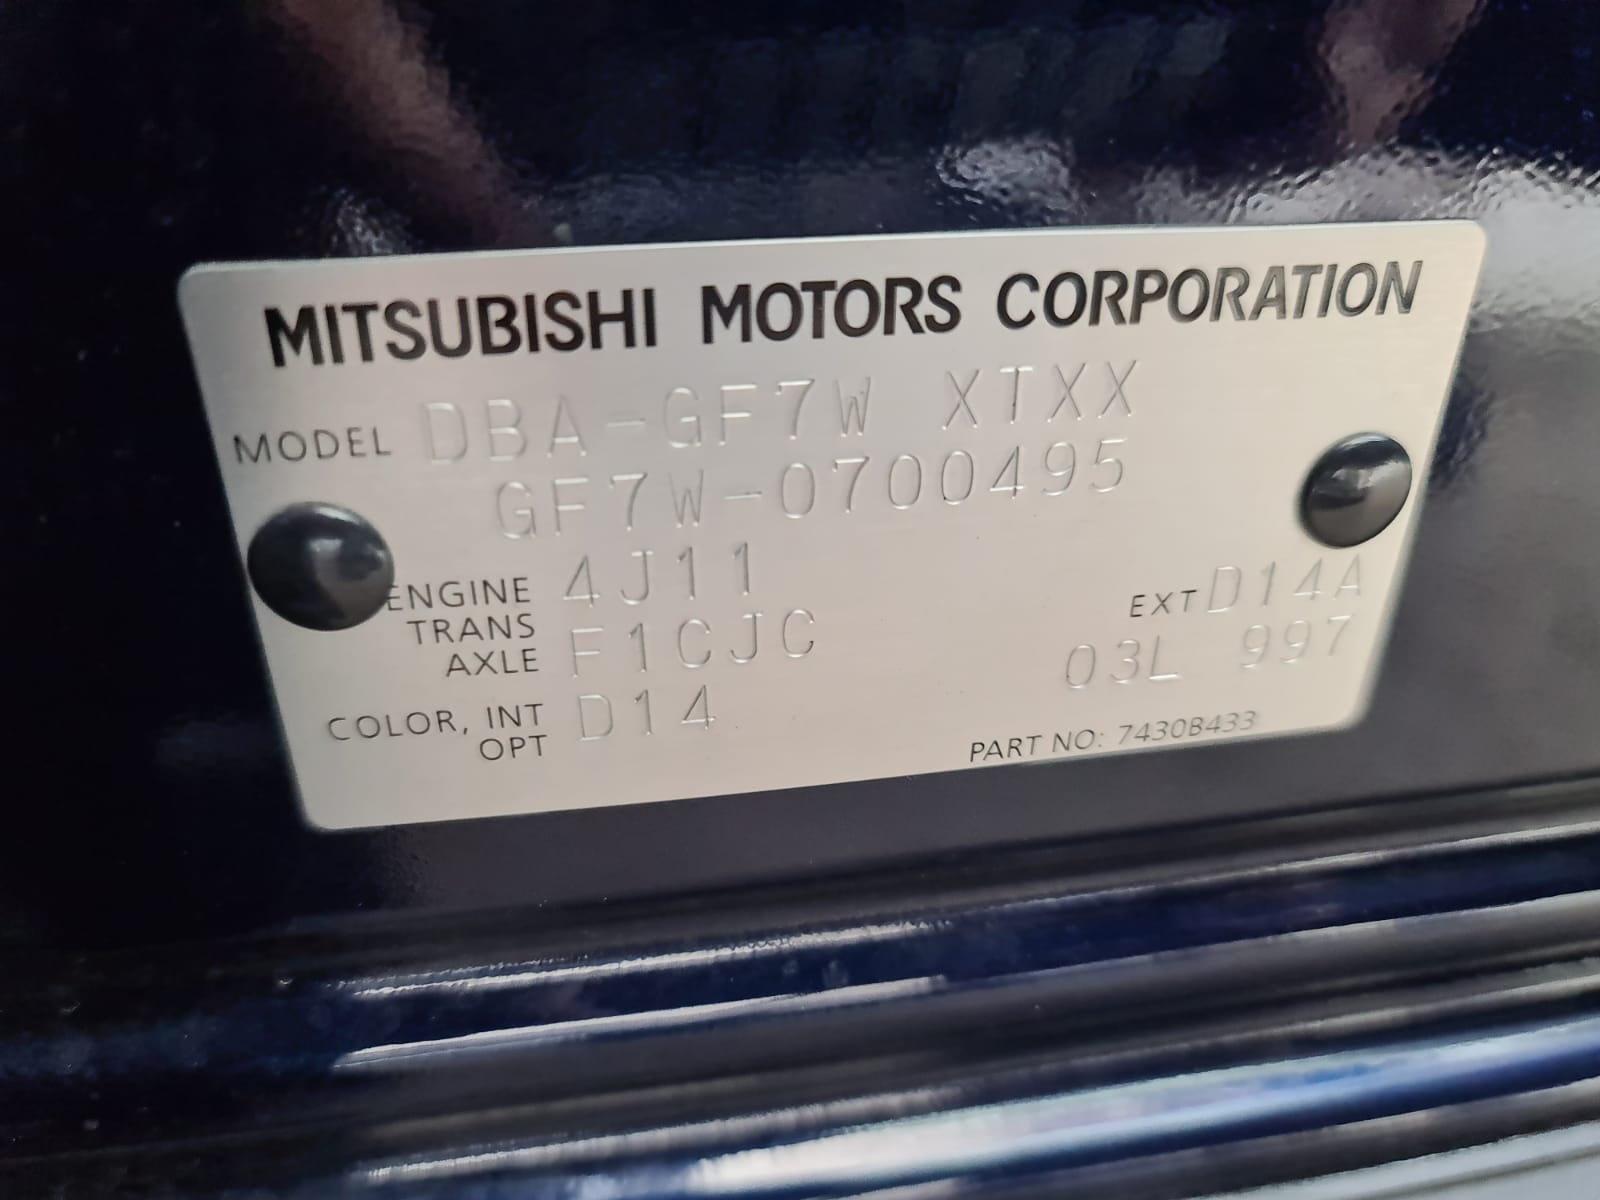 MITSUBISHI MOTORS CORPORATION
MODEL DBA-GF7W XTXX
GF7W-0700495
ENGINE 4J11
EXT D14A
TRANS
AXLE F1CJC
03L 997
COLOR, INT D14
OPT
PART NO: 7430B433